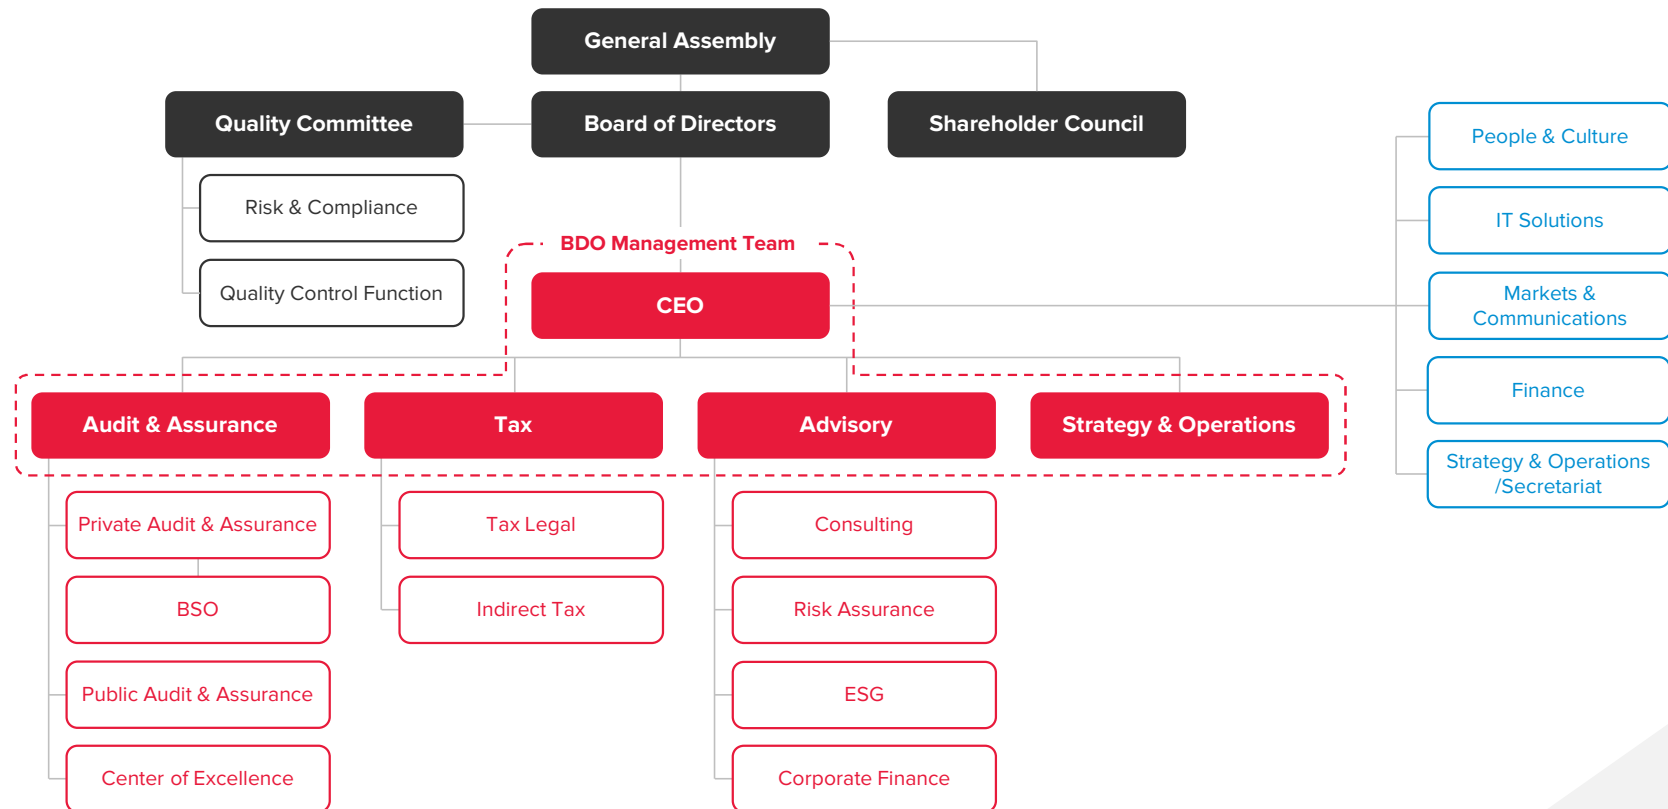 General Assembly
Quality Committee
Board of Directors
Shareholder Council
People & Culture
Risk & Compliance
IT Solutions
BDO Management Team
Quality Control Function
CEO
Markets &
Communications
Finance
Audit & Assurance
Tax
Advisory
Strategy & Operations
Strategy & Operations
/Secretariat
Private Audit & Assurance
Tax Legal
Consulting
BSO
Indirect Tax
Risk Assurance
Public Audit & Assurance
ESG
Center of Excellence
Corporate Finance